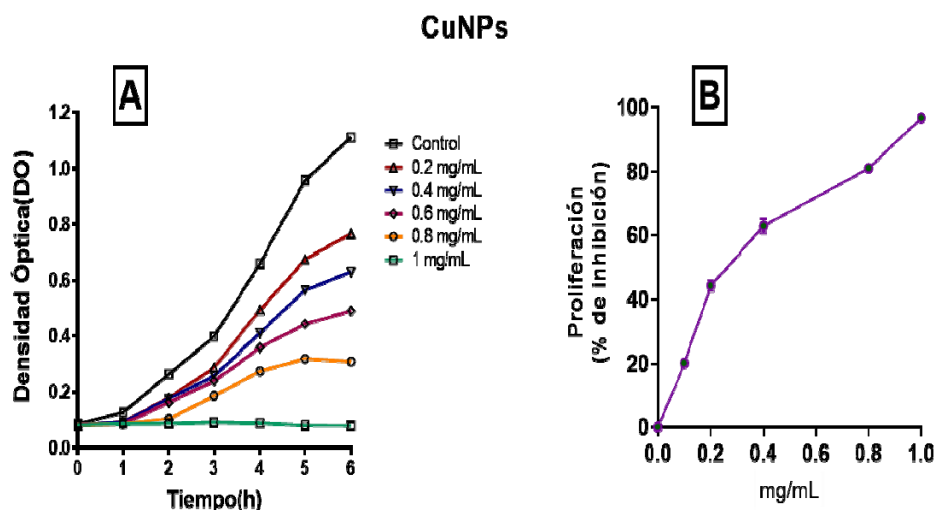 CuNPs
A
Densidad Óptica(DO)
1.2
1.0
0.8
0.6
0.4
0.2
0.0
0 1 2 3 4 5 6
Tiempo(h)
Control
0.2 mg/mL
0.4 mg/mL
0.6 mg/mL
0.8 mg/mL
1 mg/mL
B
Proliferación
(% de inhibición)
100
80
60
40
20
0
0.0 0.2 0.4 0.6 0.8 1.0
mg/mL